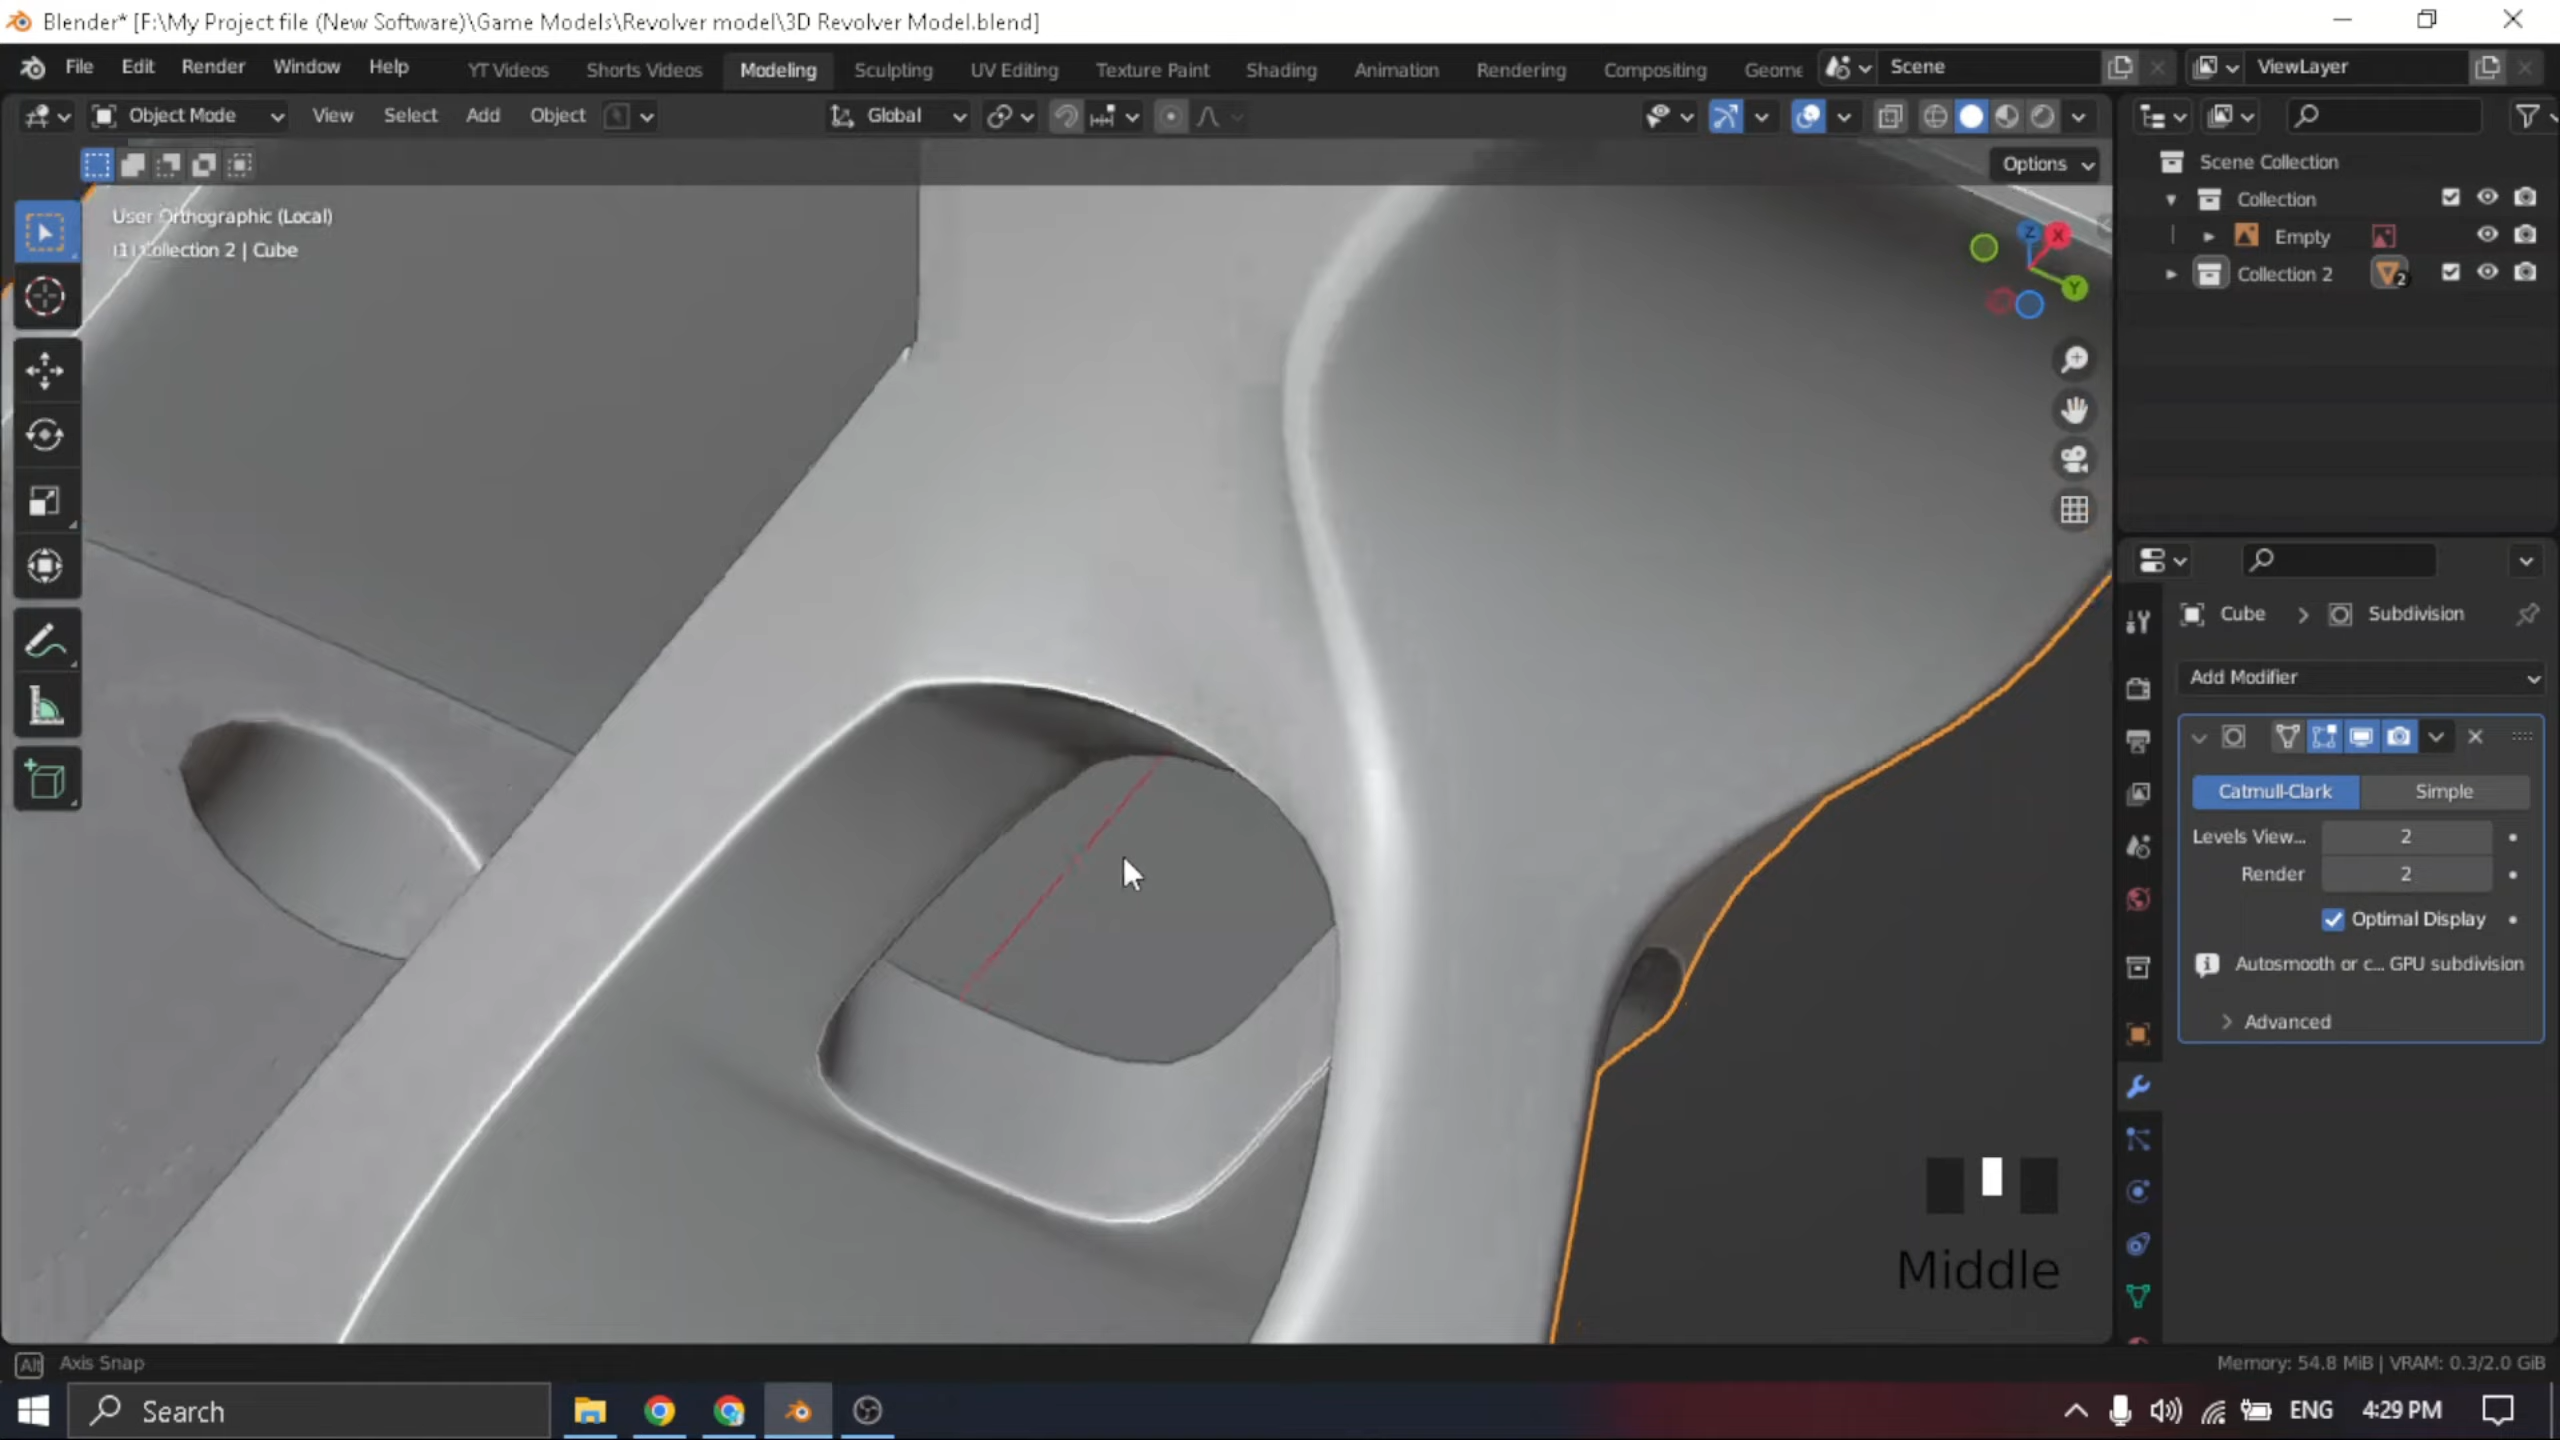 Blender* [F:\My Project file (New Software)\Game Models\Revolver model\3D Revolver Model.blend]
File Edit Render Window Help YT Videos Shorts Videos Modeling Sculpting UV Editing Texture Paint Shading Animation Rendering Compositing Geome Scene ViewLayer
Object Mode View Select Add Object Global
Options
User Orthographic (Local)
(1) Collection 2 | Cube
Scene Collection
Collection
Empty
Collection 2
2
Z
X
Y
Cube > Subdivision
Add Modifier
Catmull-Clark Simple
Levels View... 2
Render 2
Optimal Display
Autosmooth or c... GPU subdivision
Advanced
Middle
Alt Axis Snap
Memory: 54.8 MiB | VRAM: 0.3/2.0 GiB
Search
ENG 4:29 PM